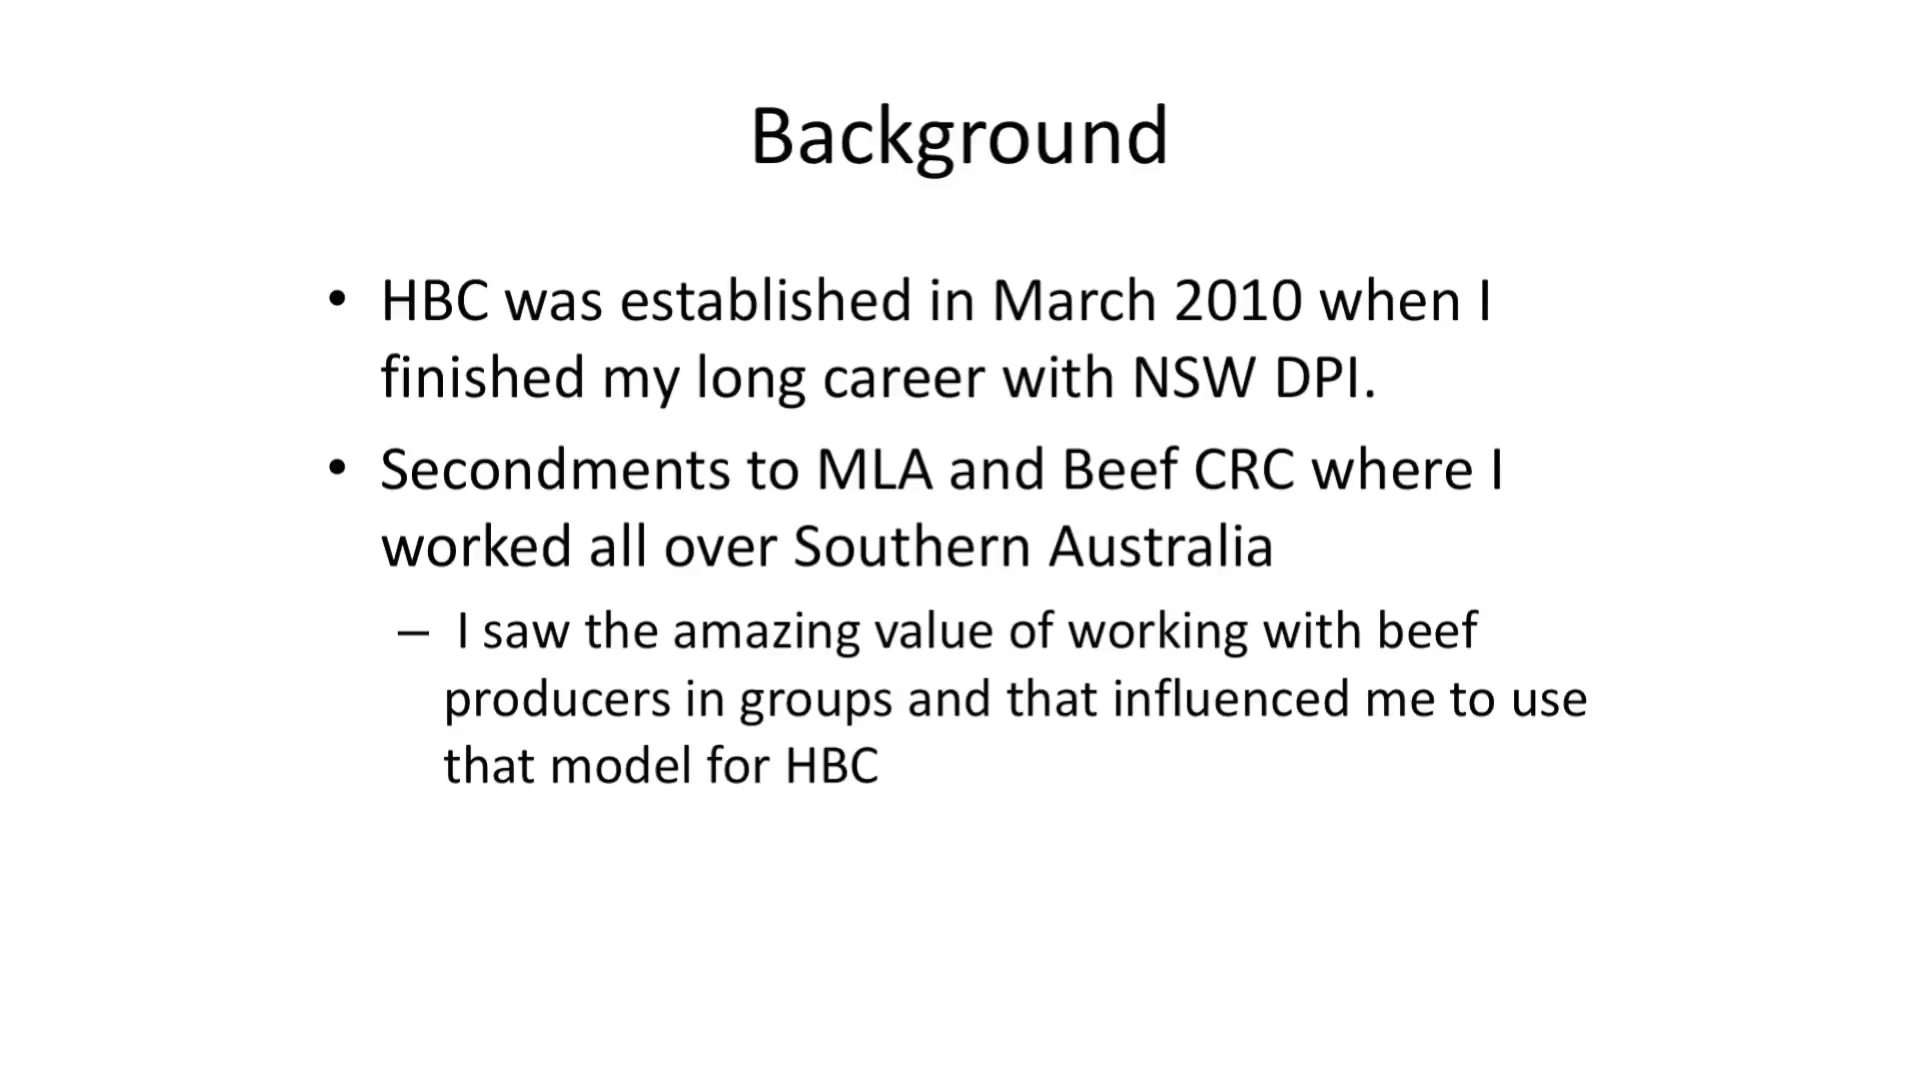 Background
• HBC was established in March 2010 when I
finished my long career with NSW DPI.
• Secondments to MLA and Beef CRC where I
worked all over Southern Australia
– I saw the amazing value of working with beef
producers in groups and that influenced me to use
that model for HBC